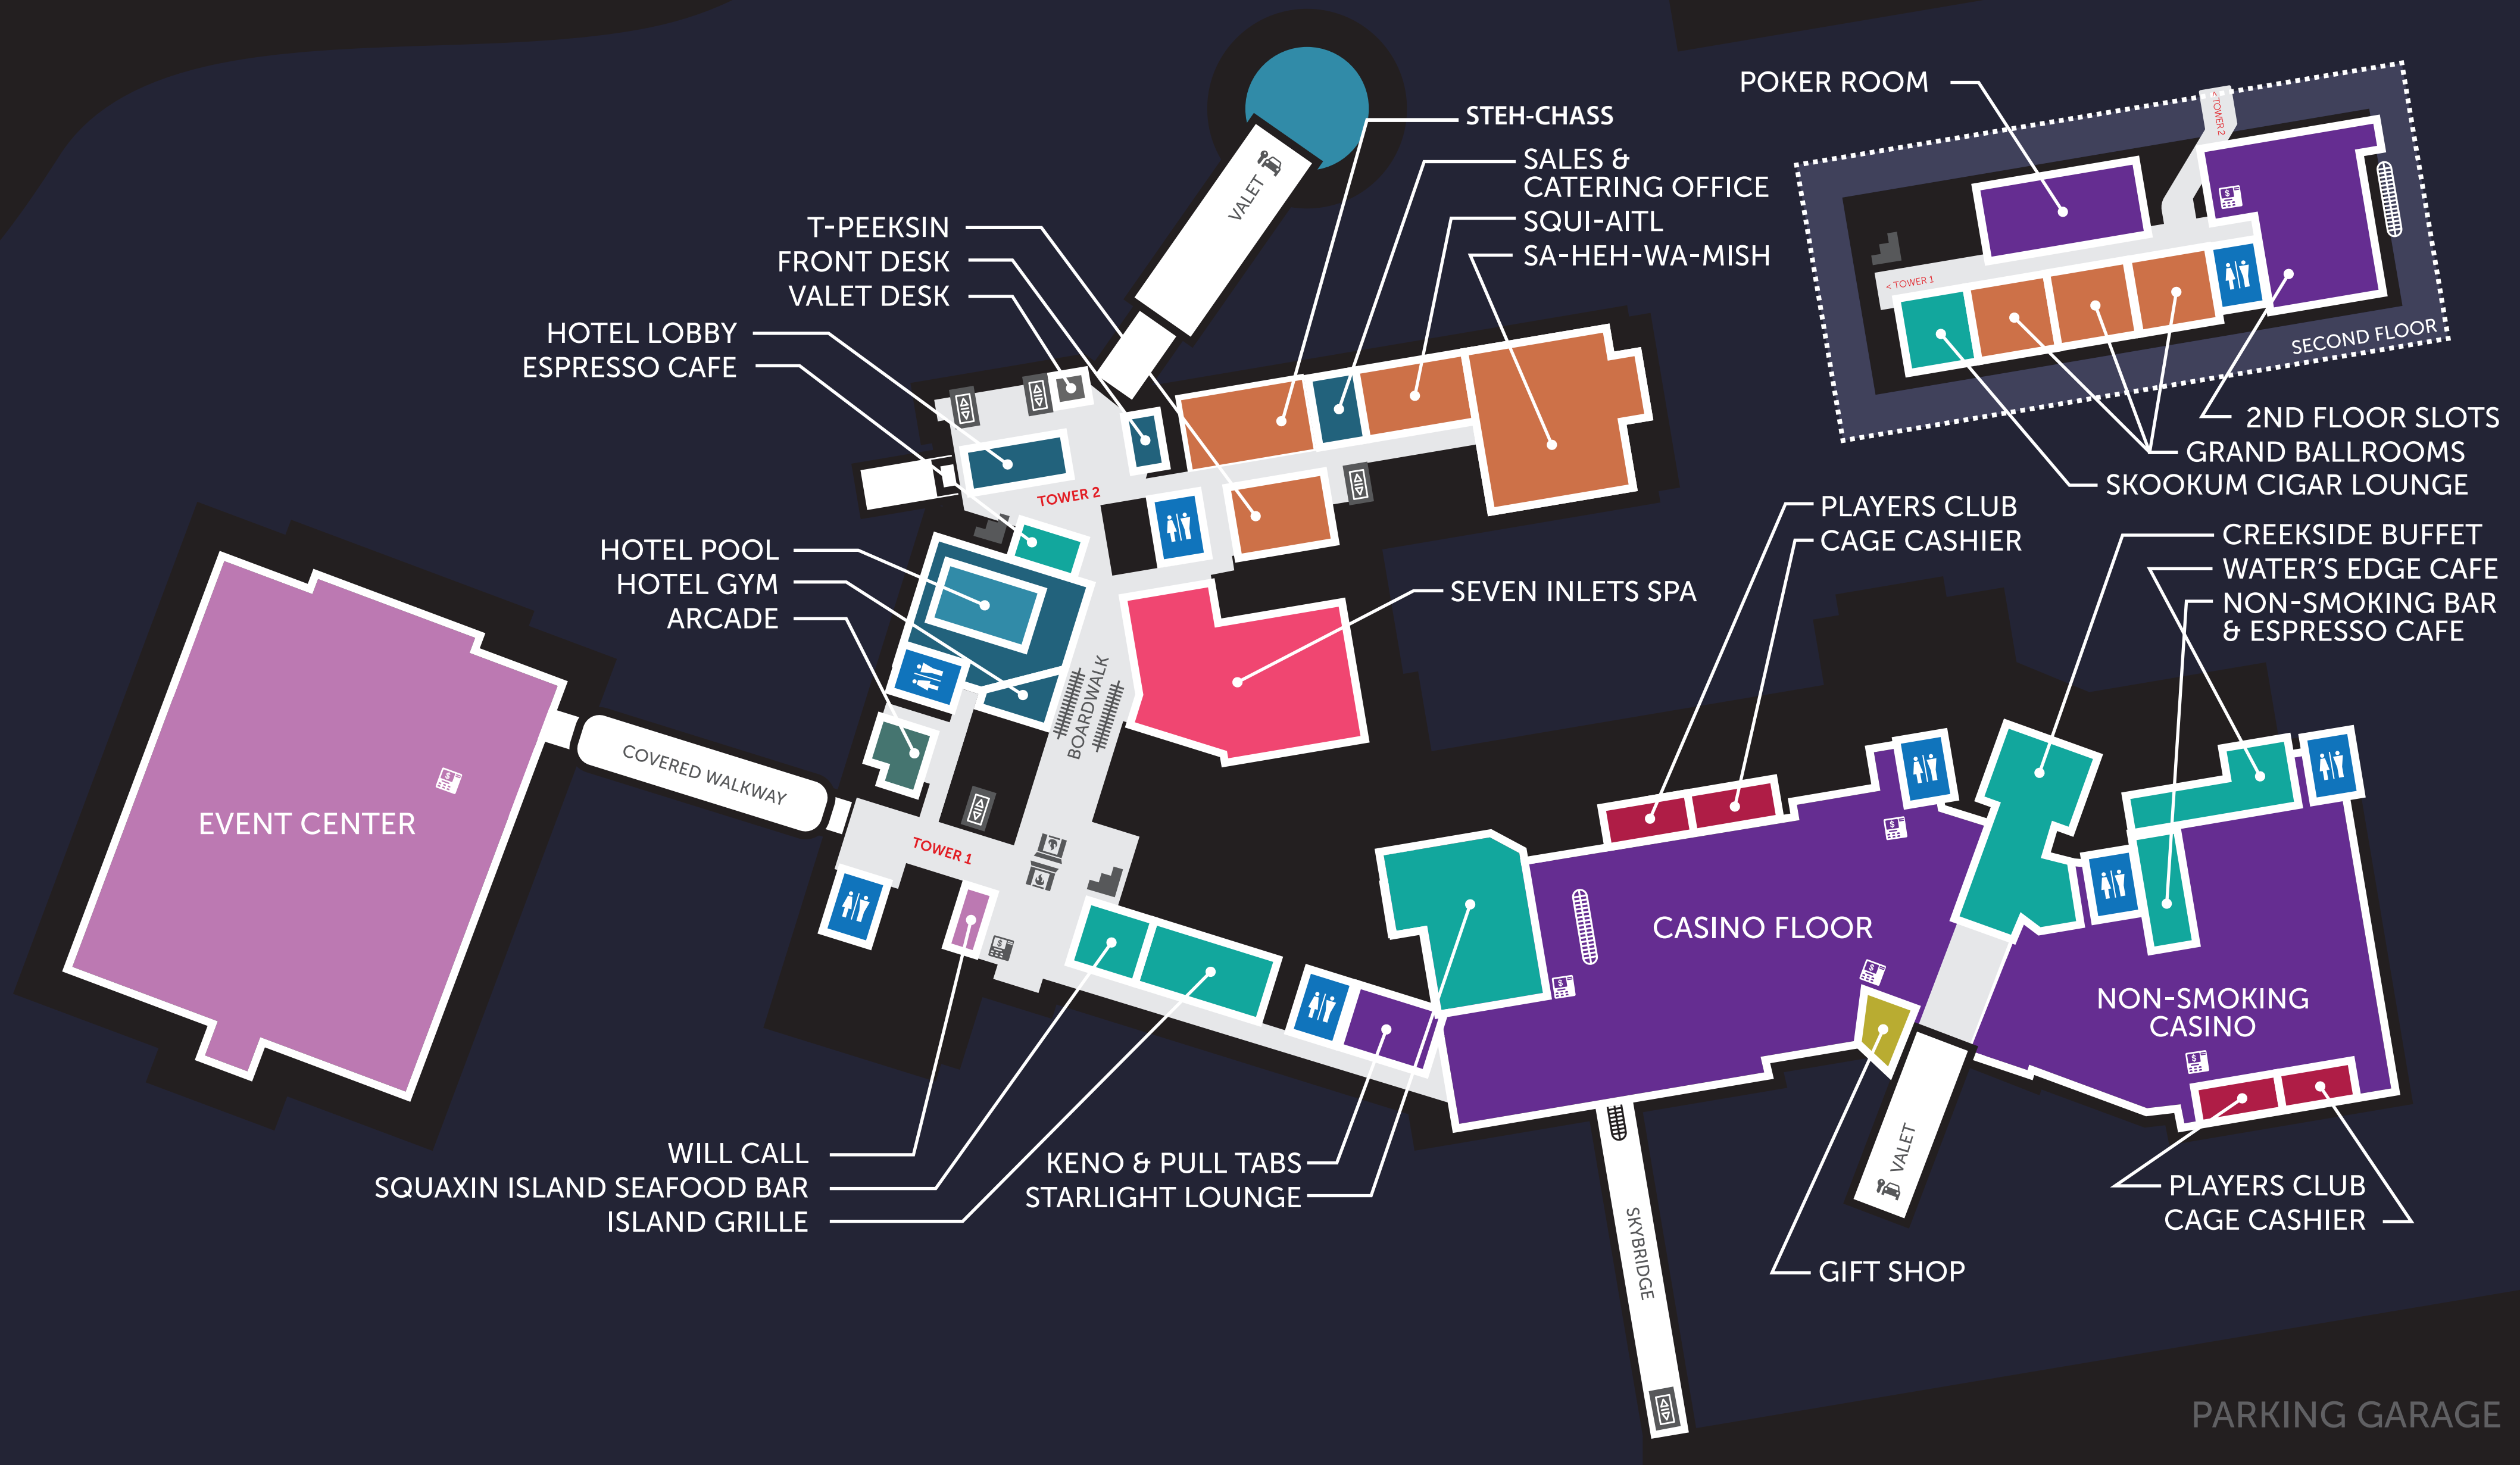 POKER ROOM
< TOWER 2
< TOWER 1
SECOND FLOOR
2ND FLOOR SLOTS
GRAND BALLROOMS
SKOOKUM CIGAR LOUNGE
STEH-CHASS
SALES &
CATERING OFFICE
SQUI-AITL
SA-HEH-WA-MISH
VALET
T-PEEKSIN
FRONT DESK
VALET DESK
HOTEL LOBBY
ESPRESSO CAFE
TOWER 2
HOTEL POOL
HOTEL GYM
ARCADE
BOARDWALK
SEVEN INLETS SPA
PLAYERS CLUB
CAGE CASHIER
CREEKSIDE BUFFET
WATER'S EDGE CAFE
NON-SMOKING BAR
& ESPRESSO CAFE
COVERED WALKWAY
EVENT CENTER
TOWER 1
CASINO FLOOR
NON-SMOKING
CASINO
WILL CALL
SQUAXIN ISLAND SEAFOOD BAR
ISLAND GRILLE
KENO & PULL TABS
STARLIGHT LOUNGE
SKYBRIDGE
VALET
GIFT SHOP
PLAYERS CLUB
CAGE CASHIER
PARKING GARAGE